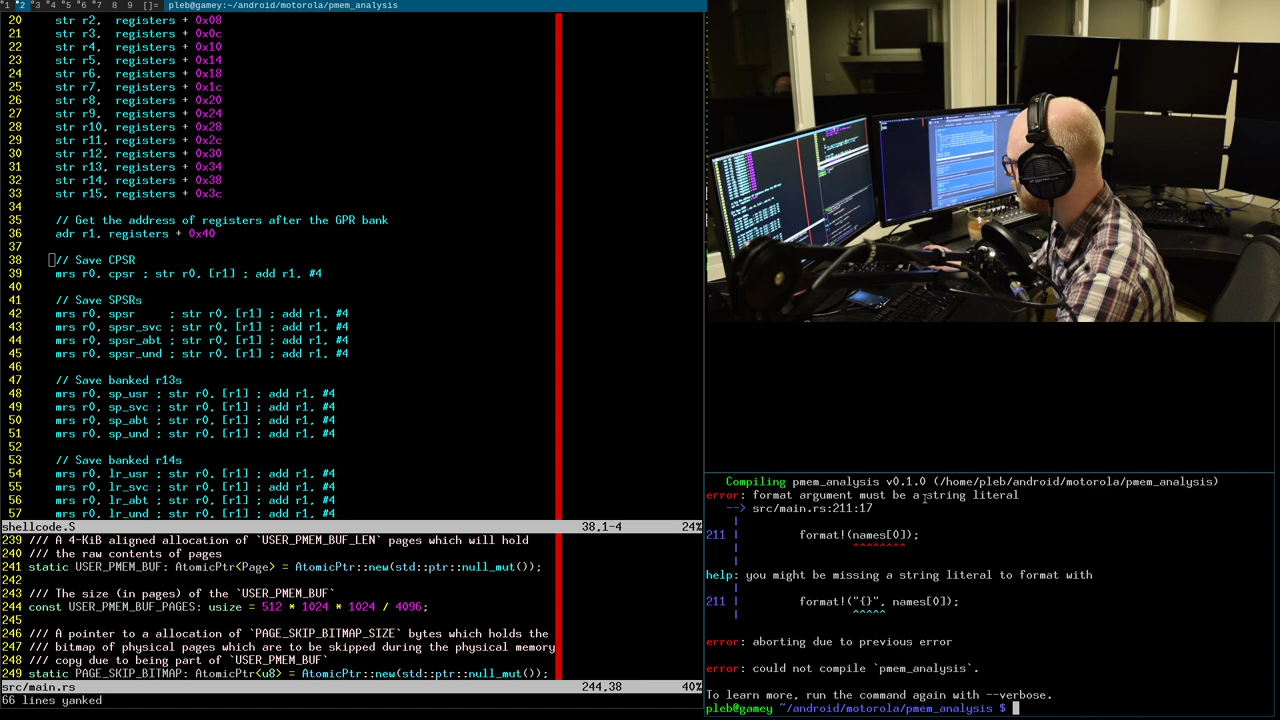 1 2 3 4 5 6 7 8 9 []= pleb@gamey:~/android/motorola/pmem_analysis
20 str r2, registers + 0x08
21 str r3, registers + 0x0c
22 str r4, registers + 0x10
23 str r5, registers + 0x14
24 str r6, registers + 0x18
25 str r7, registers + 0x1c
26 str r8, registers + 0x20
27 str r9, registers + 0x24
28 str r10, registers + 0x28
29 str r11, registers + 0x2c
30 str r12, registers + 0x30
31 str r13, registers + 0x34
32 str r14, registers + 0x38
33 str r15, registers + 0x3c
34
35 // Get the address of registers after the GPR bank
36 adr r1, registers + 0x40
37
38 // Save CPSR
39 mrs r0, cpsr ; str r0, [r1] ; add r1, #4
40
41 // Save SPSRs
42 mrs r0, spsr ; str r0, [r1] ; add r1, #4
43 mrs r0, spsr_svc ; str r0, [r1] ; add r1, #4
44 mrs r0, spsr_abt ; str r0, [r1] ; add r1, #4
45 mrs r0, spsr_und ; str r0, [r1] ; add r1, #4
46
47 // Save banked r13s
48 mrs r0, sp_usr ; str r0, [r1] ; add r1, #4
49 mrs r0, sp_svc ; str r0, [r1] ; add r1, #4
50 mrs r0, sp_abt ; str r0, [r1] ; add r1, #4
51 mrs r0, sp_und ; str r0, [r1] ; add r1, #4
52
53 // Save banked r14s
54 mrs r0, lr_usr ; str r0, [r1] ; add r1, #4
55 mrs r0, lr_svc ; str r0, [r1] ; add r1, #4
56 mrs r0, lr_abt ; str r0, [r1] ; add r1, #4
57 mrs r0, lr_und ; str r0, [r1] ; add r1, #4
shellcode.S 38,1-4 24%
239 /// A 4-KiB aligned allocation of `USER_PMEM_BUF_LEN` pages which will hold
240 /// the raw contents of pages
241 static USER_PMEM_BUF: AtomicPtr<Page> = AtomicPtr::new(std::ptr::null_mut());
242
243 /// The size (in pages) of the `USER_PMEM_BUF`
244 const USER_PMEM_BUF_PAGES: usize = 512 * 1024 * 1024 / 4096;
245
246 /// A pointer to a allocation of `PAGE_SKIP_BITMAP_SIZE` bytes which holds the
247 /// bitmap of physical pages which are to be skipped during the physical memory
248 /// copy due to being part of `USER_PMEM_BUF`
249 static PAGE_SKIP_BITMAP: AtomicPtr<u8> = AtomicPtr::new(std::ptr::null_mut());
src/main.rs 244,38 40%
66 lines yanked
Compiling pmem_analysis v0.1.0 (/home/pleb/android/motorola/pmem_analysis)
error: format argument must be a string literal
--> src/main.rs:211:17
|
211 | format!(names[0]);
| ^^^^^^^^
|
help: you might be missing a string literal to format with
|
211 | format!("{}", names[0]);
| ^^^^^
error: aborting due to previous error
error: could not compile `pmem_analysis`.
To learn more, run the command again with --verbose.
pleb@gamey ~/android/motorola/pmem_analysis $